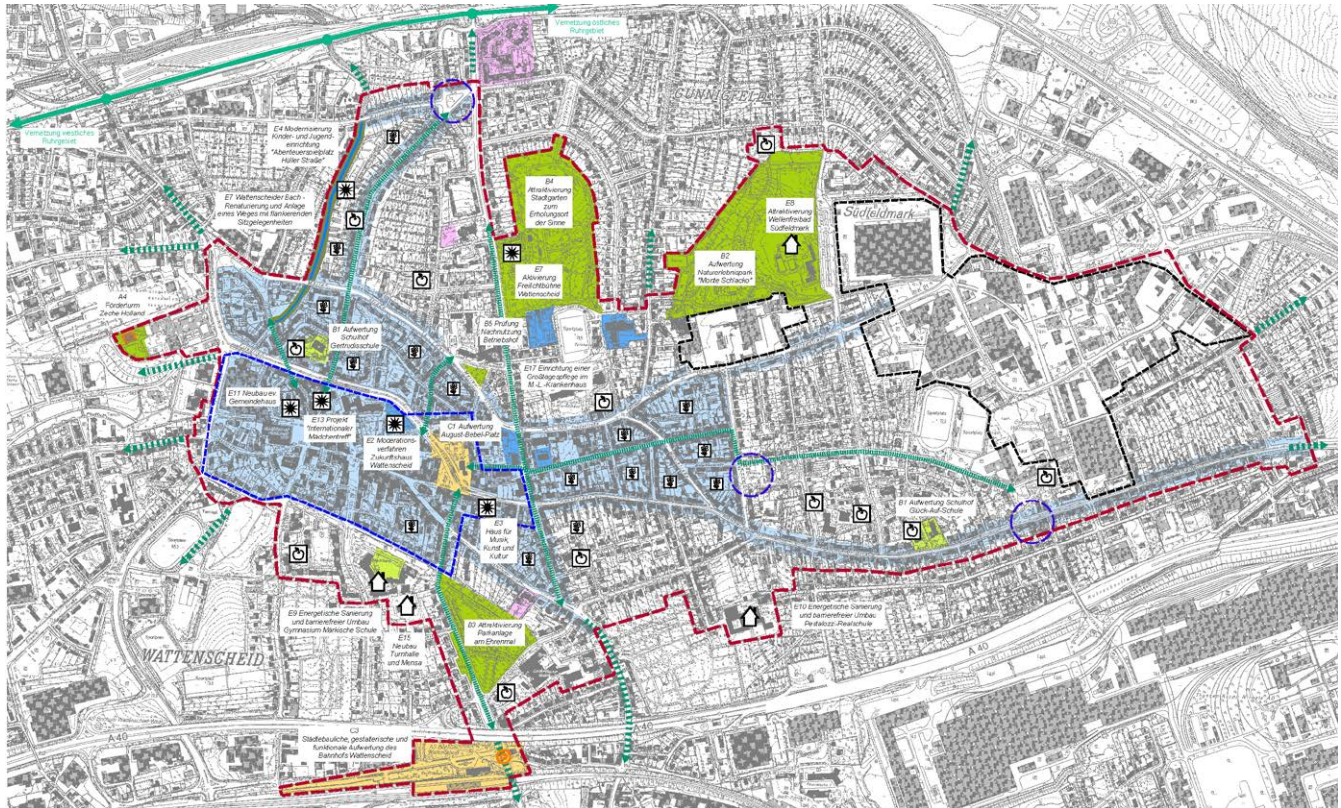 Vernetzung östliches
Ruhrgebiet
Vernetzung westliches
Ruhrgebiet
E4 Modernisierung
Kinder- und Jugend-
einrichtung
"Abenteuerspielplatz
Huller Straße"
E7 Wattenscheider Bach -
Renaturierung und Anlage
eines Weges mit flankierenden
Sitzgelegenheiten
B4
Attraktivierung
Stadtgarten
zum
Erholungsort
der Sinne
E7
Aktivierung
Freilichtbühne
Wattenscheid
E8
Attraktivierung
Wellenfreibad
Südfeldmark
B2
Aufwertung
Naturerlebnispark
"Monte Schlacko"
Südfeldmark
A4
Förderturm
Zeche Holland
B1 Aufwertung
Schulhof
Gertrudisschule
B5 Prüfung
Nachnutzung
Betriebshof
E17 Einrichtung einer
Großtagespflege im
M.-L.-Krankenhaus
E11 Neubau ev.
Gemeindehaus
E13 Projekt
"Internationaler
Mädchentreff"
E2 Moderations-
verfahren
Zukunftshaus
Wattenscheid
C1 Aufwertung
August-Bebel-Platz
E3
Haus für
Musik,
Kunst und
Kultur
B1 Aufwertung Schulhof
Glück-Auf-Schule
E9 Energetische Sanierung
und barrierefreier Umbau
Gymnasium Märkische Schule
E15
Neubau
Turnhalle
und Mensa
B3 Attraktivierung
Parkanlage
am Ehrenmal
E10 Energetische Sanierung
und barrierefreier Umbau
Pestalozzi-Realschule
WATTENSCHEID
A 40
A 40
C3
Städtebauliche, gestalterische und
funktionale Aufwertung des
Bahnhofs Wattenscheid